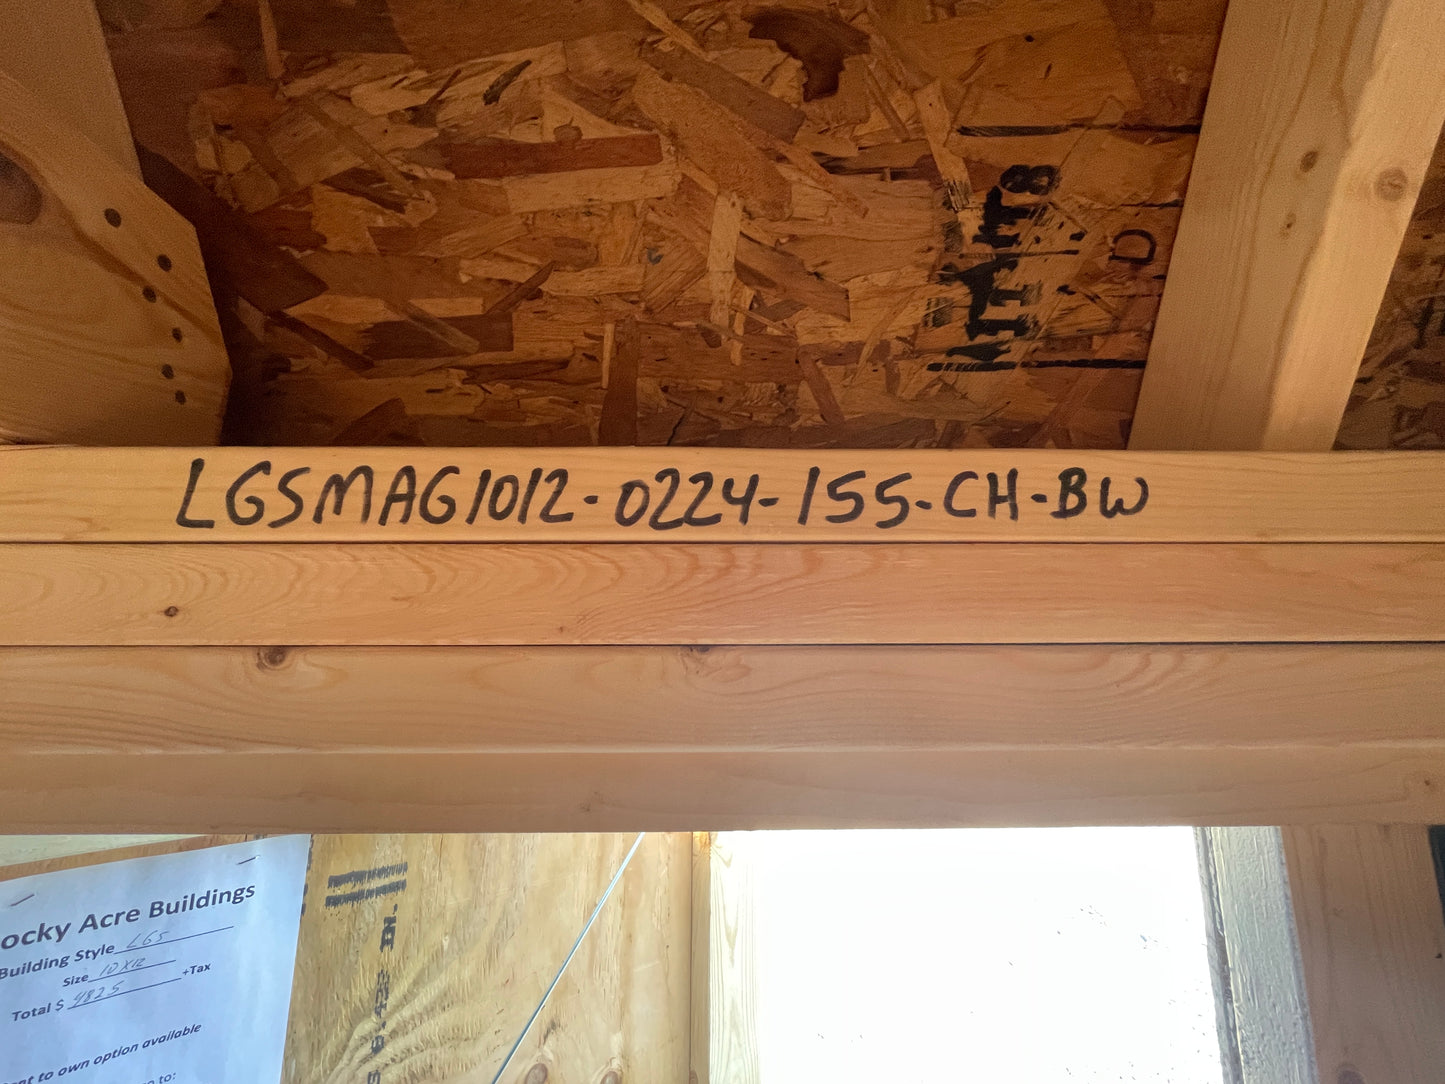 D
LGSMAG1012-0224-155-CH-BW
ocky Acre Buildings
Building Style LGS
Size 10X12
Total $ 4825 +Tax
nt to own option available
to: